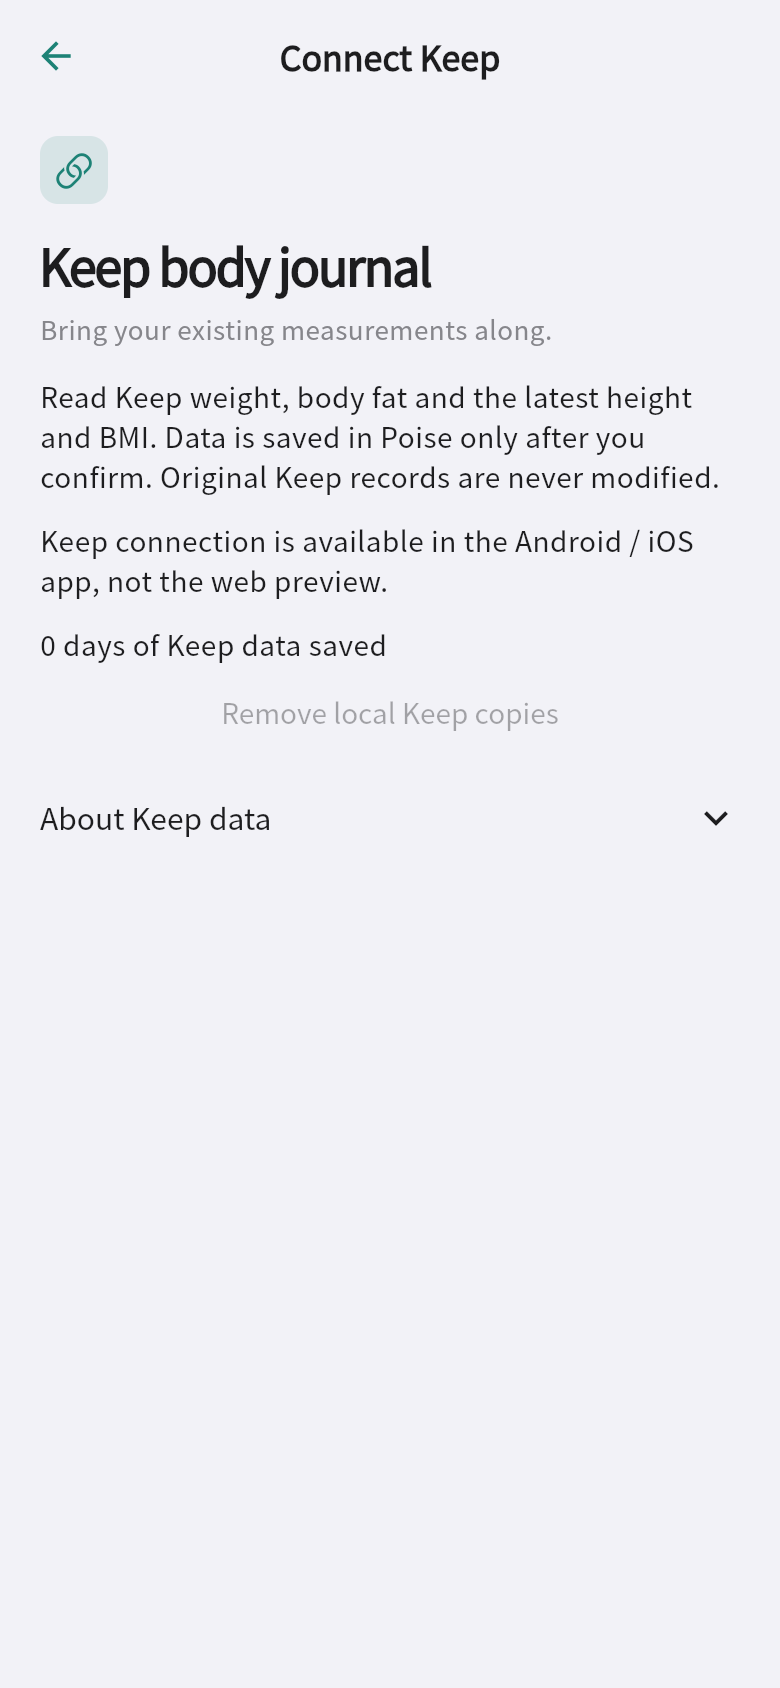 Connect Keep
Keep body journal
Bring your existing measurements along.
Read Keep weight, body fat and the latest height
and BMI. Data is saved in Poise only after you
confirm. Original Keep records are never modified.
Keep connection is available in the Android / iOS
app, not the web preview.
0 days of Keep data saved
Remove local Keep copies
About Keep data